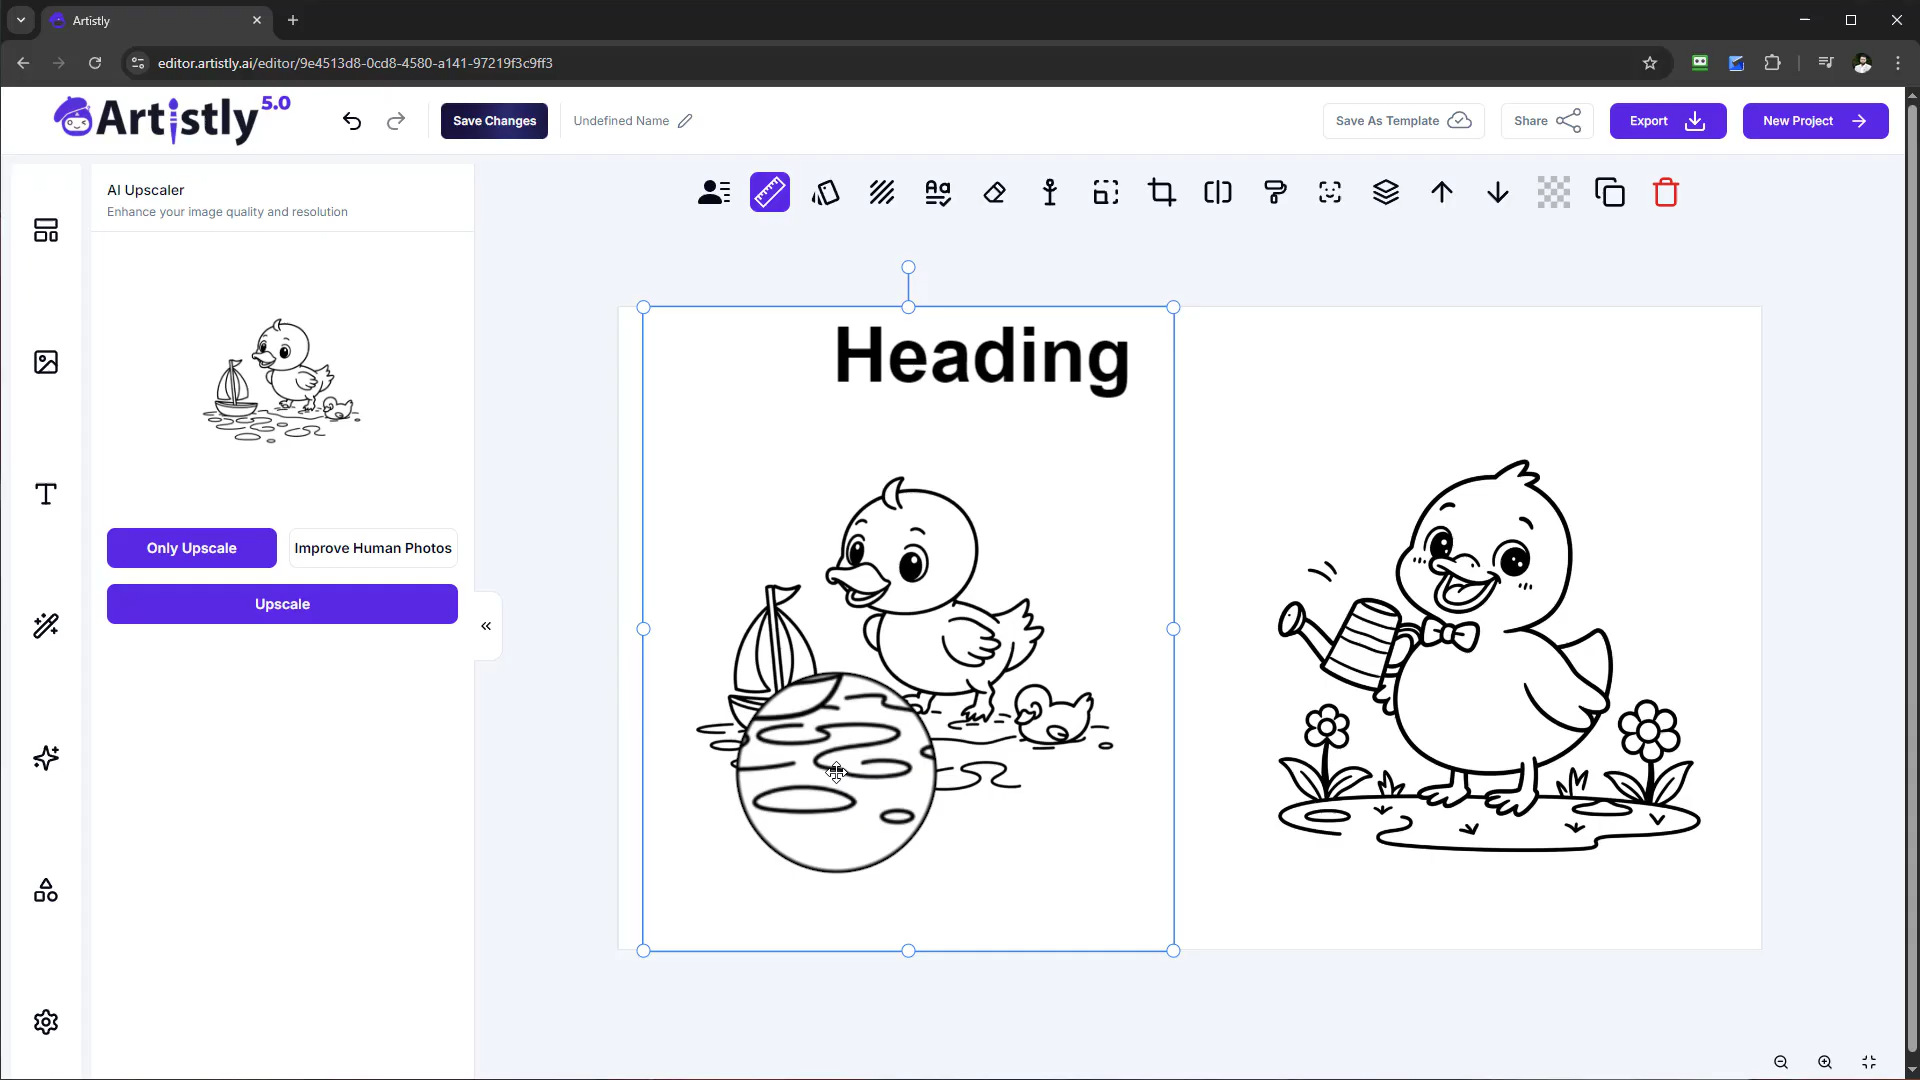 Artistly
editor.artistly.ai/editor/9e4513d8-0cd8-4580-a141-97219f3c9ff3
Artistly 5.0
Save Changes
Undefined Name
Save As Template
Share
Export
New Project
AI Upscaler
Enhance your image quality and resolution
Only Upscale
Improve Human Photos
Upscale
Heading